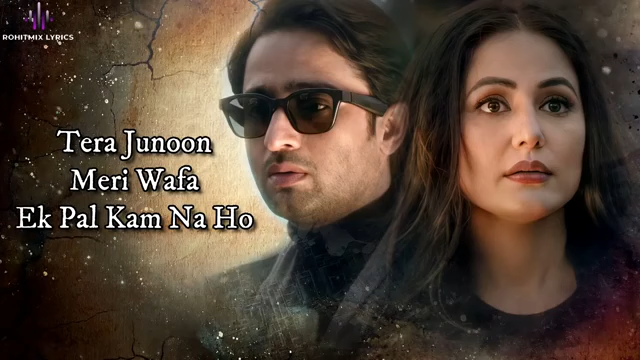 ROHITMIX LYRICS
Tera Junoon
Meri Wafa
Ek Pal Kam Na Ho